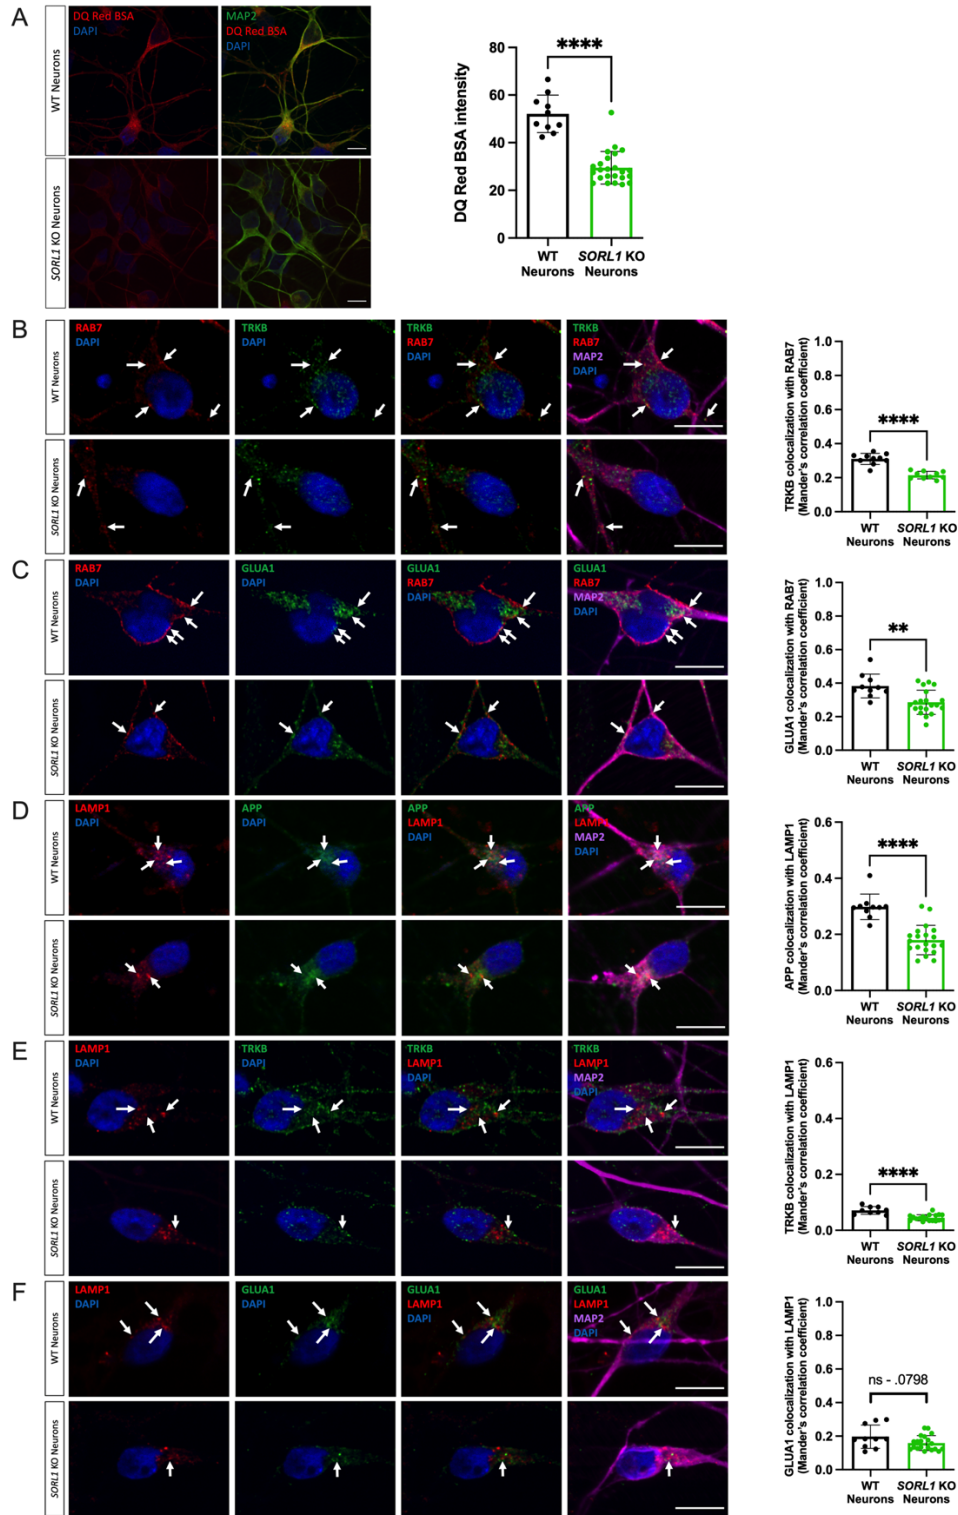 A
WT Neurons
DQ Red BSA
DAPI
MAP2
DQ Red BSA
DAPI
SORL1 KO Neurons
DQ Red BSA intensity
80
60
40
20
0
****
WT
Neurons
SORL1 KO
Neurons
B
WT Neurons
RAB7
DAPI
TRKB
DAPI
TRKB
RAB7
DAPI
TRKB
RAB7
MAP2
DAPI
SORL1 KO Neurons
TRKB colocalization with RAB7
(Mander's correlation coefficient)
1.0
0.8
0.6
0.4
0.2
0.0
****
WT
Neurons
SORL1 KO
Neurons
C
WT Neurons
RAB7
DAPI
GLUA1
DAPI
GLUA1
RAB7
DAPI
GLUA1
RAB7
MAP2
DAPI
SORL1 KO Neurons
GLUA1 colocalization with RAB7
(Mander's correlation coefficient)
1.0
0.8
0.6
0.4
0.2
0.0
**
WT
Neurons
SORL1 KO
Neurons
D
WT Neurons
LAMP1
DAPI
APP
DAPI
APP
LAMP1
DAPI
APP
LAMP1
MAP2
DAPI
SORL1 KO Neurons
APP colocalization with LAMP1
(Mander's correlation coefficient)
0.6
0.4
0.2
0.0
****
WT
Neurons
SORL1 KO
Neurons
E
WT Neurons
LAMP1
DAPI
TRKB
DAPI
TRKB
LAMP1
DAPI
TRKB
LAMP1
MAP2
DAPI
SORL1 KO Neurons
TRKB colocalization with LAMP1
(Mander's correlation coefficient)
0.6
0.4
0.2
0.0
****
WT
Neurons
SORL1 KO
Neurons
F
WT Neurons
LAMP1
DAPI
GLUA1
DAPI
GLUA1
LAMP1
DAPI
GLUA1
LAMP1
MAP2
DAPI
SORL1 KO Neurons
GLUA1 colocalization with LAMP1
(Mander's correlation coefficient)
1.0
0.8
0.6
0.4
0.2
0.0
ns - .0798
WT
Neurons
SORL1 KO
Neurons